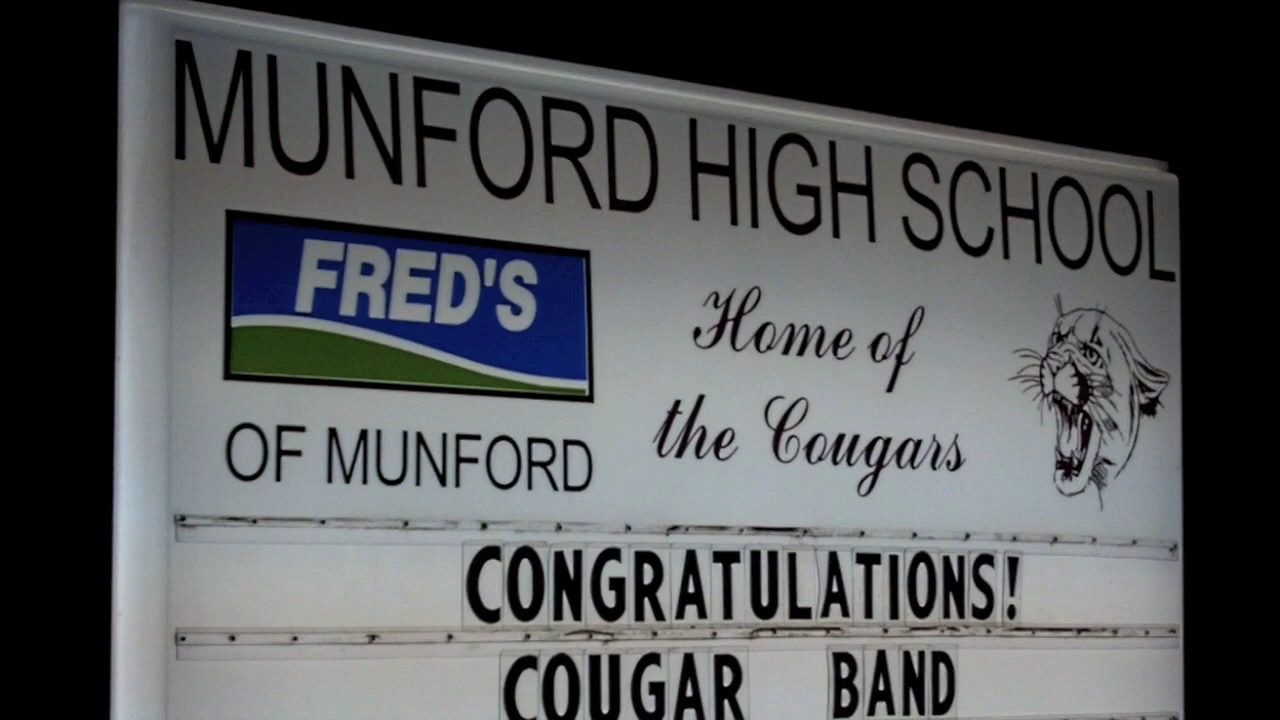 MUNFORD HIGH SCHOOL
FRED'S
OF MUNFORD
Home of
the Cougars
CONGRATULATIONS!
COUGAR BAND